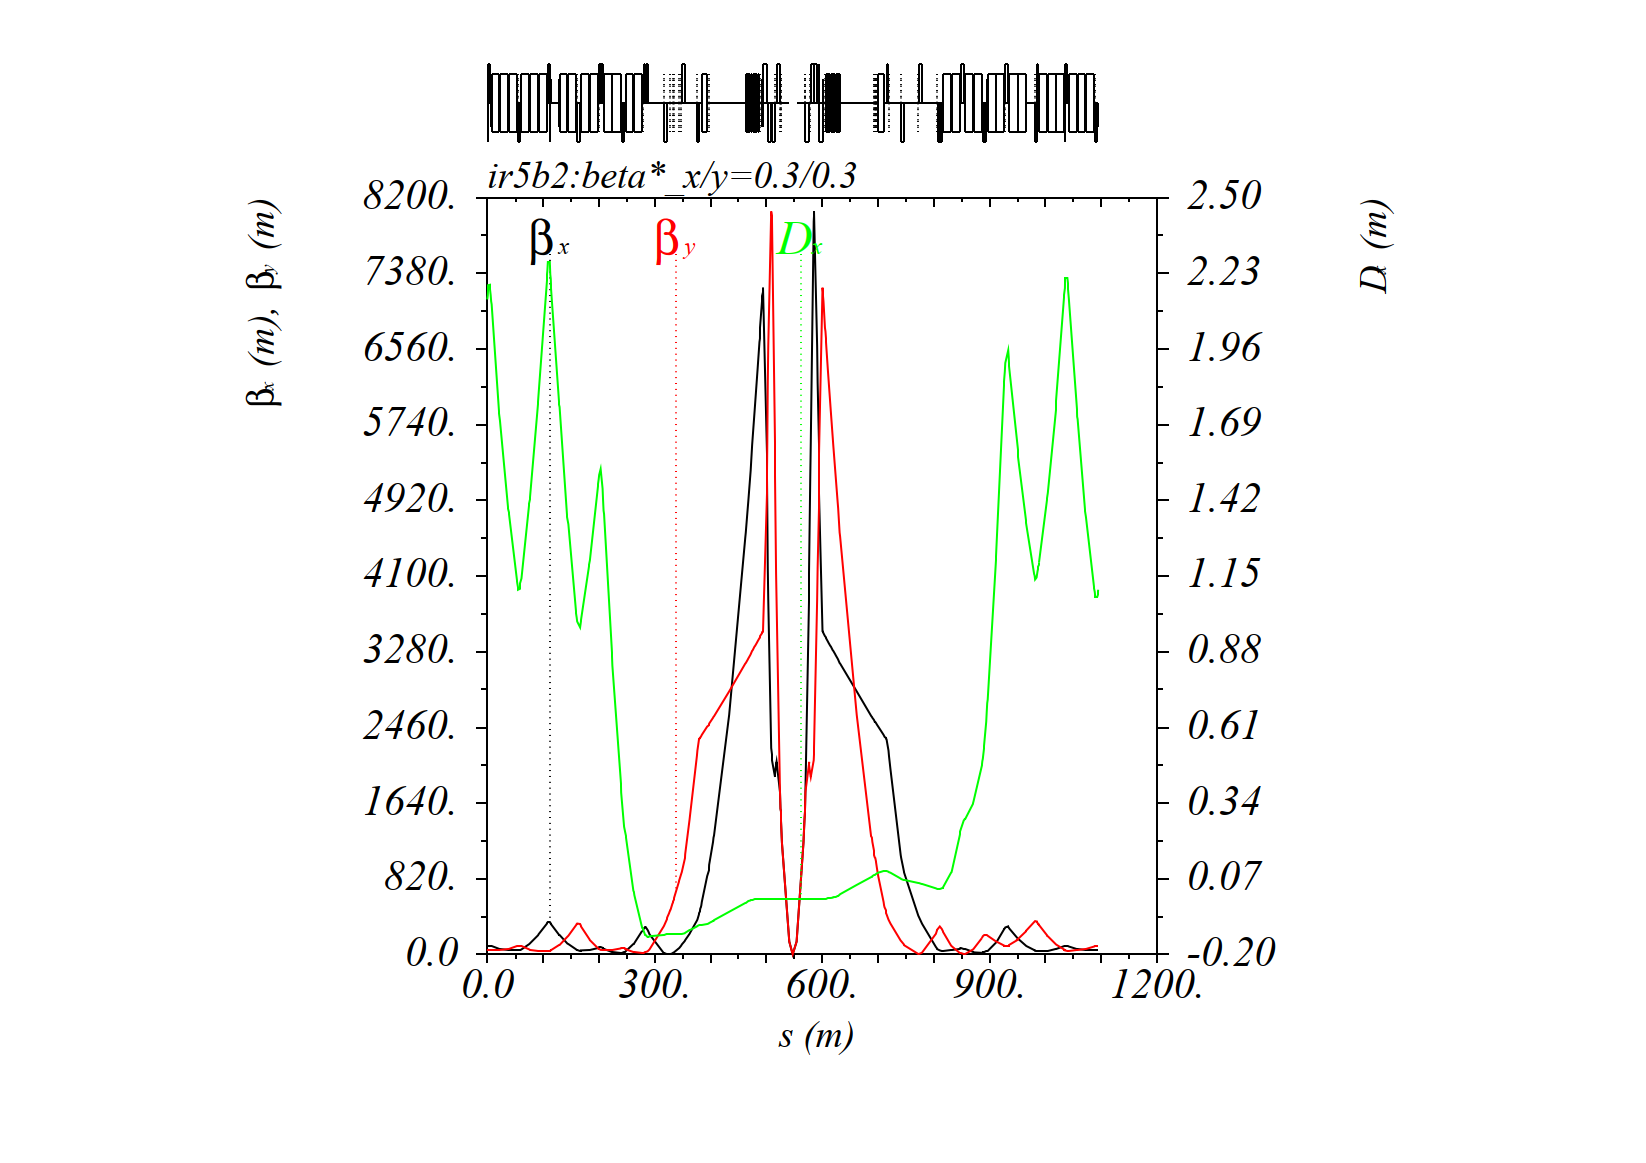 ir5b2:beta*_x/y=0.3/0.3
βx (m), βy (m)
Dx (m)
βx
βy
Dx
8200.
7380.
6560.
5740.
4920.
4100.
3280.
2460.
1640.
820.
0.0
2.50
2.23
1.96
1.69
1.42
1.15
0.88
0.61
0.34
0.07
-0.20
0.0 300. 600. 900. 1200.
s (m)